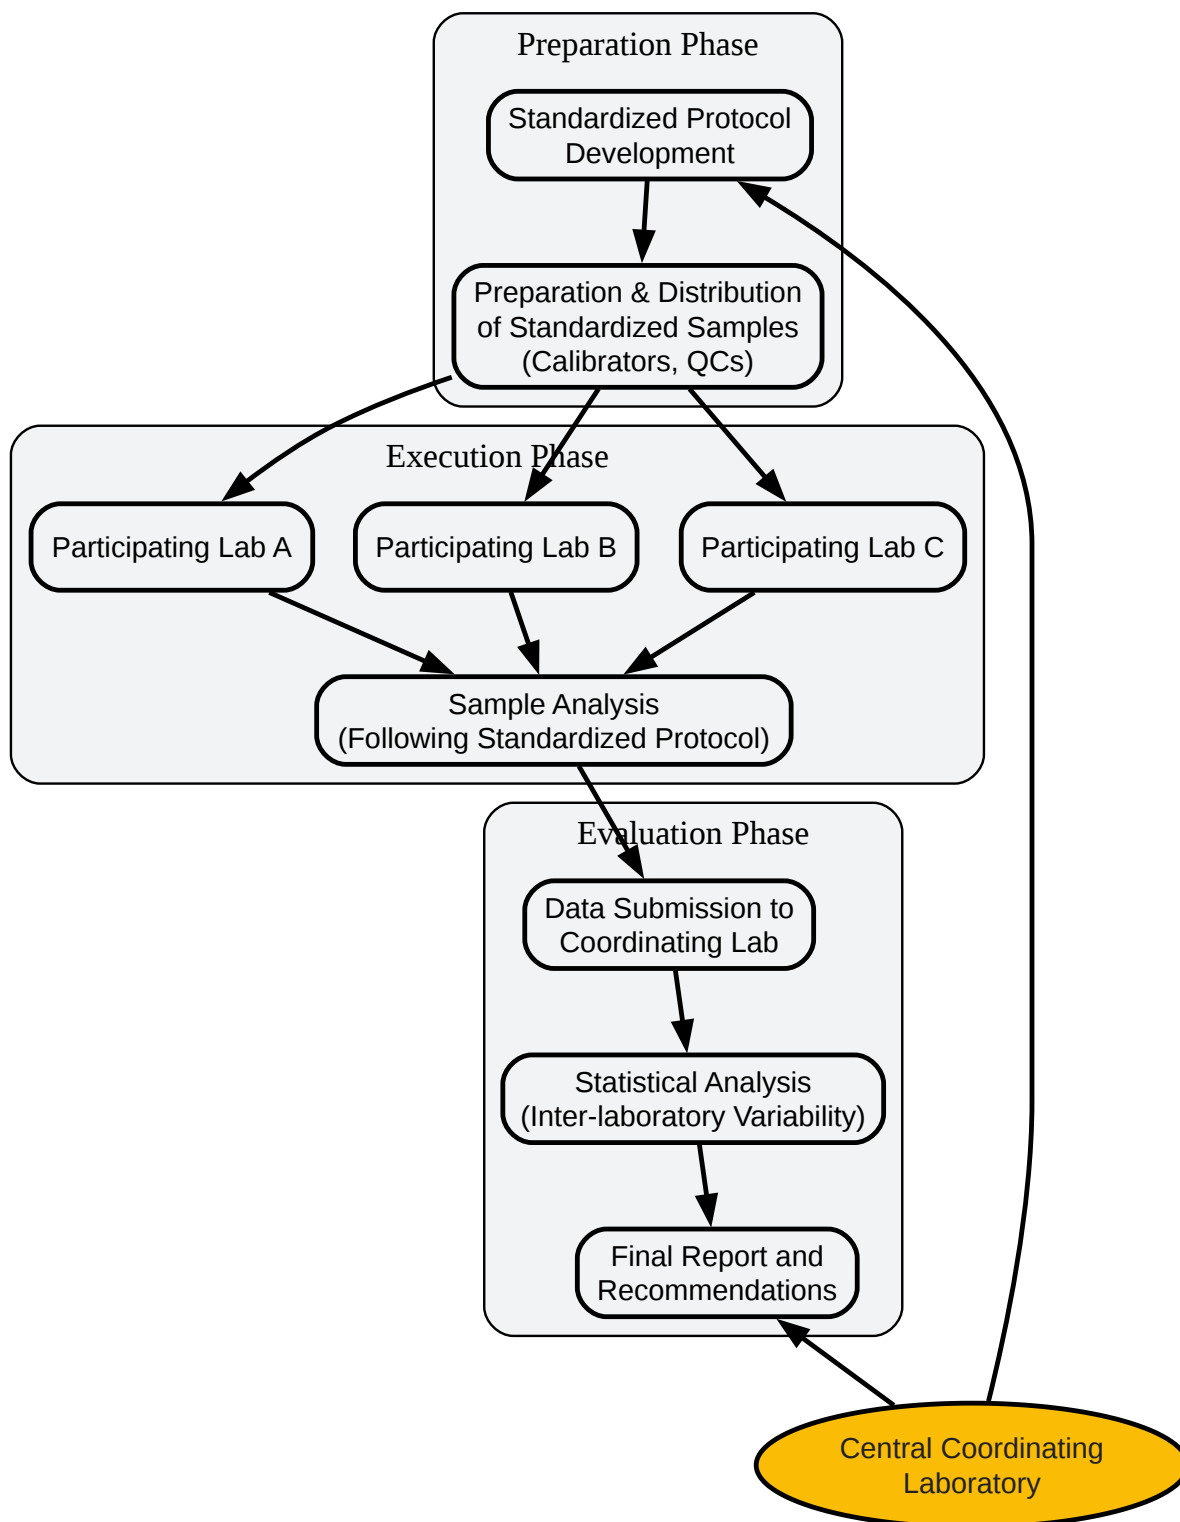 Preparation Phase
Standardized Protocol
Development
Preparation & Distribution
of Standardized Samples
(Calibrators, QCs)
Execution Phase
Participating Lab A
Participating Lab B
Participating Lab C
Sample Analysis
(Following Standardized Protocol)
Evaluation Phase
Data Submission to
Coordinating Lab
Statistical Analysis
(Inter-laboratory Variability)
Final Report and
Recommendations
Central Coordinating
Laboratory